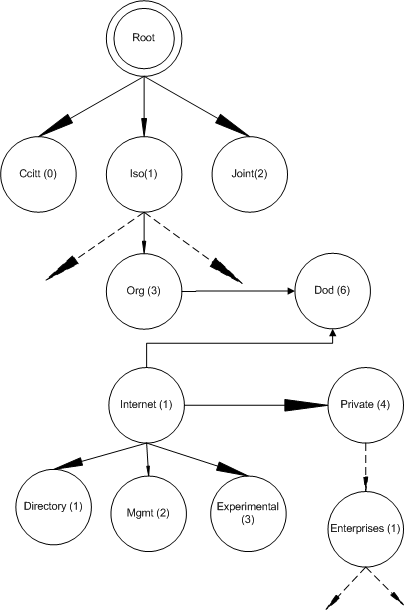 Root
Ccitt (0)
Iso(1)
Joint(2)
Org (3)
Dod (6)
Internet (1)
Private (4)
Directory (1)
Mgmt (2)
Experimental
(3)
Enterprises (1)